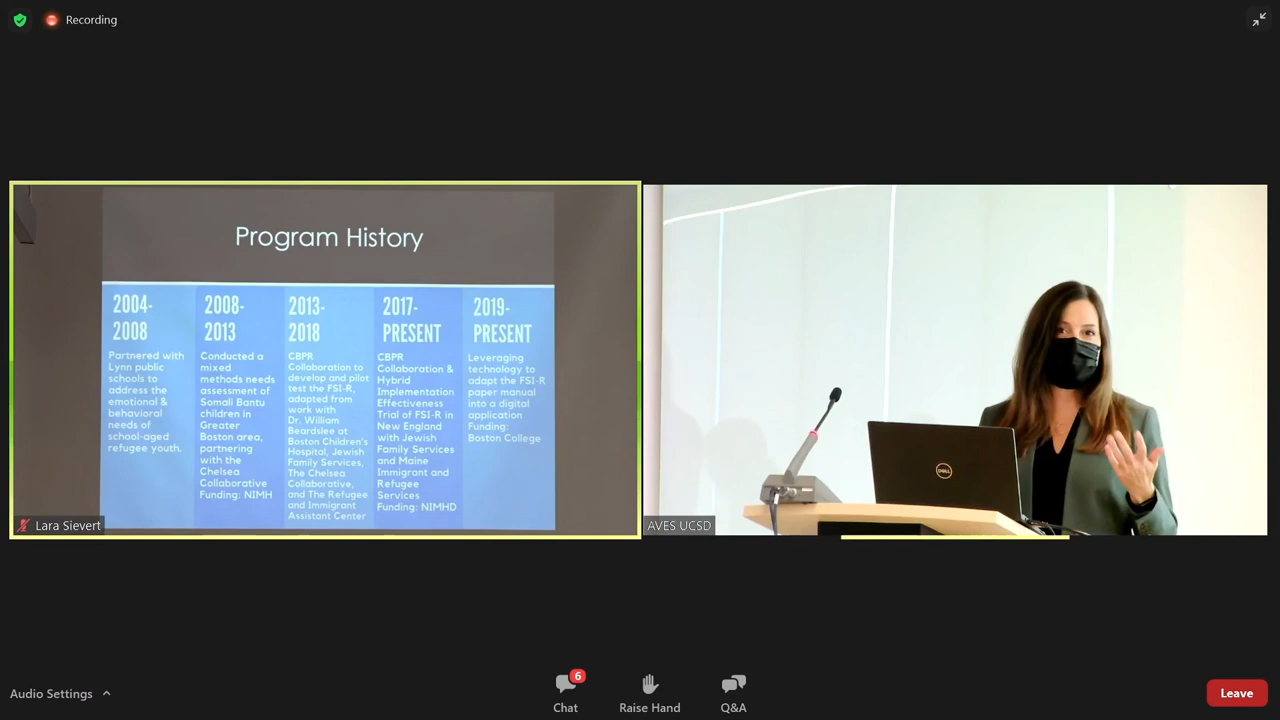 Recording
Program History
2004-
2008
Partnered with
Lynn public
schools to
address the
emotional &
behavioral
needs of
school-aged
refugee youth.
2008-
2013
Conducted a
mixed
methods needs
assessment of
Somali Bantu
children in
Greater
Boston area,
partnering
with the
Chelsea
Collaborative
Funding: NIMH
2013-
2018
CBPR
Collaboration to
develop and pilot
test the FSI-R,
adapted from
work with
Dr. William
Beardslee at
Boston Children's
Hospital, Jewish
Family Services,
The Chelsea
Collaborative,
and The Refugee
and Immigrant
Assistant Center
2017-
PRESENT
CBPR
Collaboration &
Hybrid
Implementation
Effectiveness
Trial of FSI-R in
New England
with Jewish
Family Services
and Maine
Immigrant and
Refugee
Services
Funding: NIMHD
2019-
PRESENT
Leveraging
technology to
adapt the FSI-R
paper manual
into a digital
application
Funding:
Boston College
Lara Sievert
DELL
AVES UCSD
Audio Settings
6
Chat
Raise Hand
Q&A
Leave